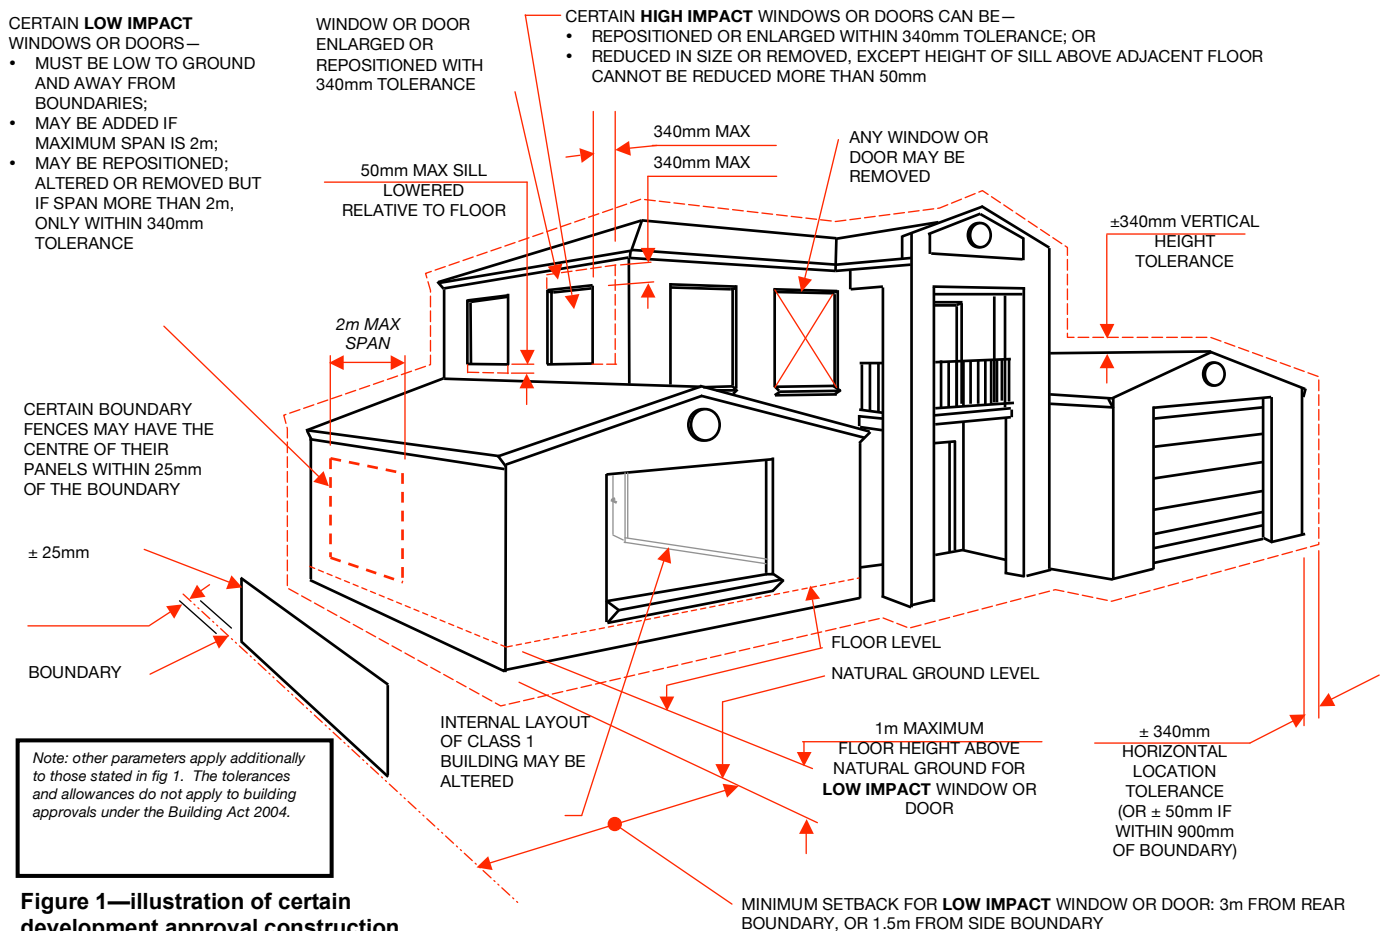 CERTAIN LOW IMPACT
WINDOWS OR DOORS—
• MUST BE LOW TO GROUND
AND AWAY FROM
BOUNDARIES;
• MAY BE ADDED IF
MAXIMUM SPAN IS 2m;
• MAY BE REPOSITIONED;
ALTERED OR REMOVED BUT
IF SPAN MORE THAN 2m,
ONLY WITHIN 340mm
TOLERANCE
WINDOW OR DOOR
ENLARGED OR
REPOSITIONED WITH
340mm TOLERANCE
CERTAIN HIGH IMPACT WINDOWS OR DOORS CAN BE—
• REPOSITIONED OR ENLARGED WITHIN 340mm TOLERANCE; OR
• REDUCED IN SIZE OR REMOVED, EXCEPT HEIGHT OF SILL ABOVE ADJACENT FLOOR
CANNOT BE REDUCED MORE THAN 50mm
340mm MAX
340mm MAX
ANY WINDOW OR
DOOR MAY BE
REMOVED
50mm MAX SILL
LOWERED
RELATIVE TO FLOOR
±340mm VERTICAL
HEIGHT
TOLERANCE
2m MAX
SPAN
CERTAIN BOUNDARY
FENCES MAY HAVE THE
CENTRE OF THEIR
PANELS WITHIN 25mm
OF THE BOUNDARY
± 25mm
BOUNDARY
FLOOR LEVEL
NATURAL GROUND LEVEL
INTERNAL LAYOUT
OF CLASS 1
BUILDING MAY BE
ALTERED
1m MAXIMUM
FLOOR HEIGHT ABOVE
NATURAL GROUND FOR
LOW IMPACT WINDOW OR
DOOR
± 340mm
HORIZONTAL
LOCATION
TOLERANCE
(OR ± 50mm IF
WITHIN 900mm
OF BOUNDARY)
Note: other parameters apply additionally
to those stated in fig 1. The tolerances
and allowances do not apply to building
approvals under the Building Act 2004.
MINIMUM SETBACK FOR LOW IMPACT WINDOW OR DOOR: 3m FROM REAR
BOUNDARY, OR 1.5m FROM SIDE BOUNDARY
Figure 1—illustration of certain
development approval construction